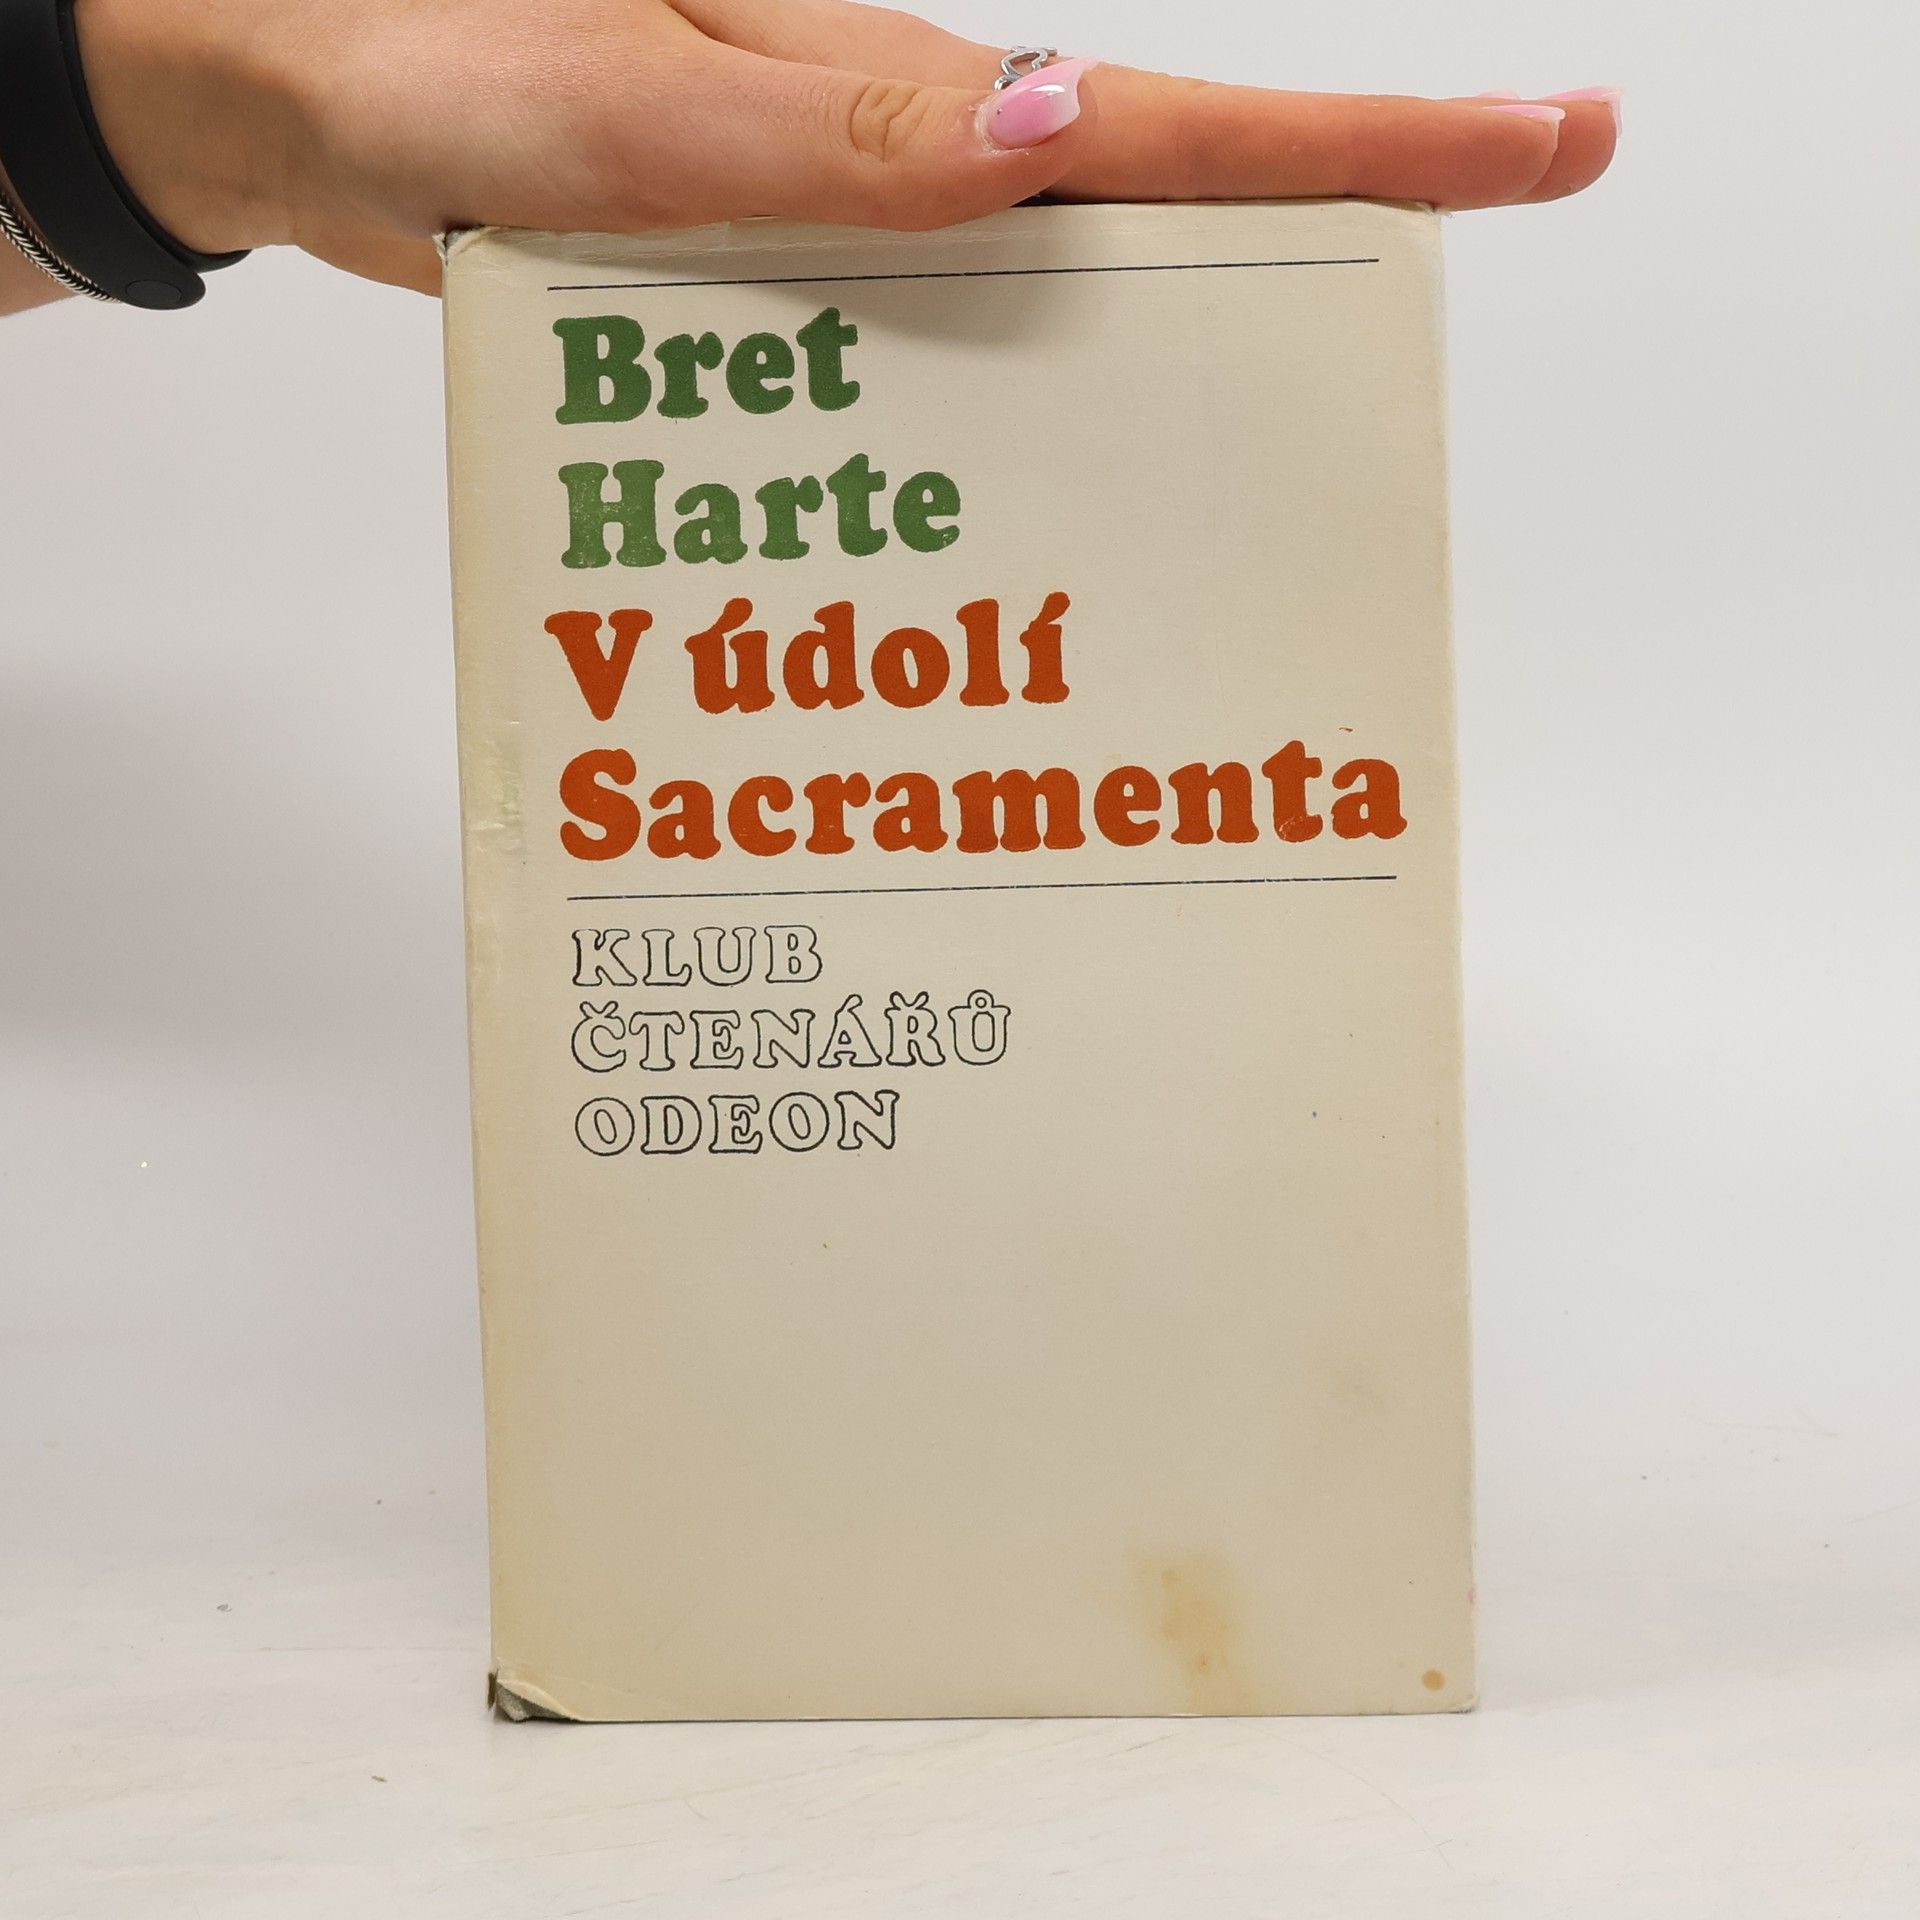 Bret
Harte
V údolí
Sacramenta
KLUB
ČTENÁŘŮ
ODEON